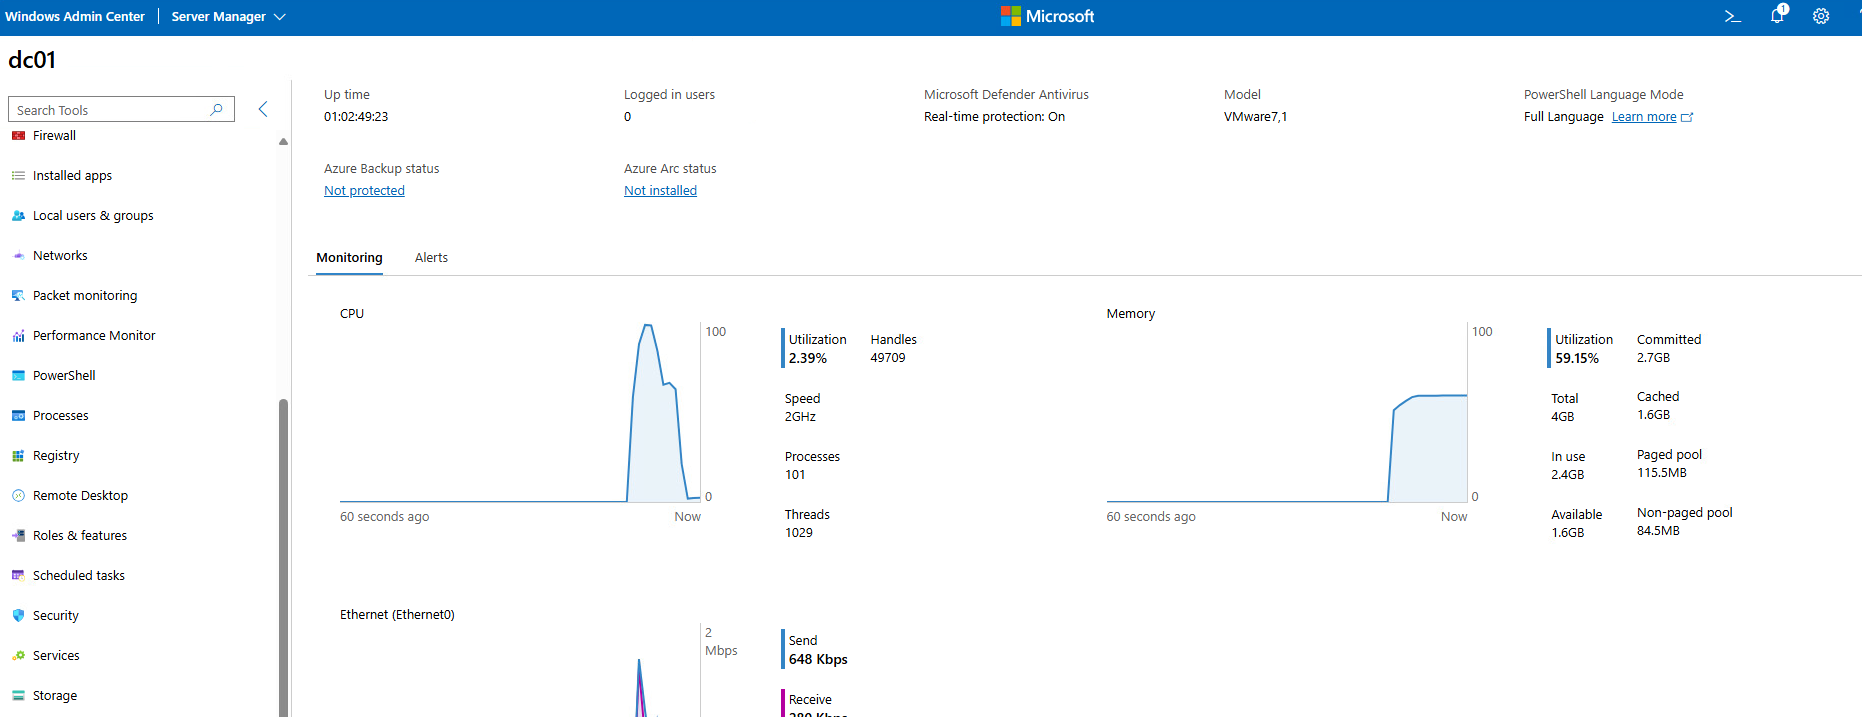 Windows Admin Center
Server Manager
Microsoft
1
dc01
Search Tools
Firewall
Installed apps
Local users & groups
Networks
Packet monitoring
Performance Monitor
PowerShell
Processes
Registry
Remote Desktop
Roles & features
Scheduled tasks
Security
Services
Storage
Up time
01:02:49:23
Logged in users
0
Microsoft Defender Antivirus
Real-time protection: On
Model
VMware7,1
PowerShell Language Mode
Full Language Learn more
Azure Backup status
Not protected
Azure Arc status
Not installed
Monitoring
Alerts
CPU
100
0
60 seconds ago
Now
Utilization
2.39%
Handles
49709
Speed
2GHz
Processes
101
Threads
1029
Memory
100
0
60 seconds ago
Now
Utilization
59.15%
Committed
2.7GB
Total
4GB
Cached
1.6GB
In use
2.4GB
Paged pool
115.5MB
Available
1.6GB
Non-paged pool
84.5MB
Ethernet (Ethernet0)
2
Mbps
Send
648 Kbps
Receive